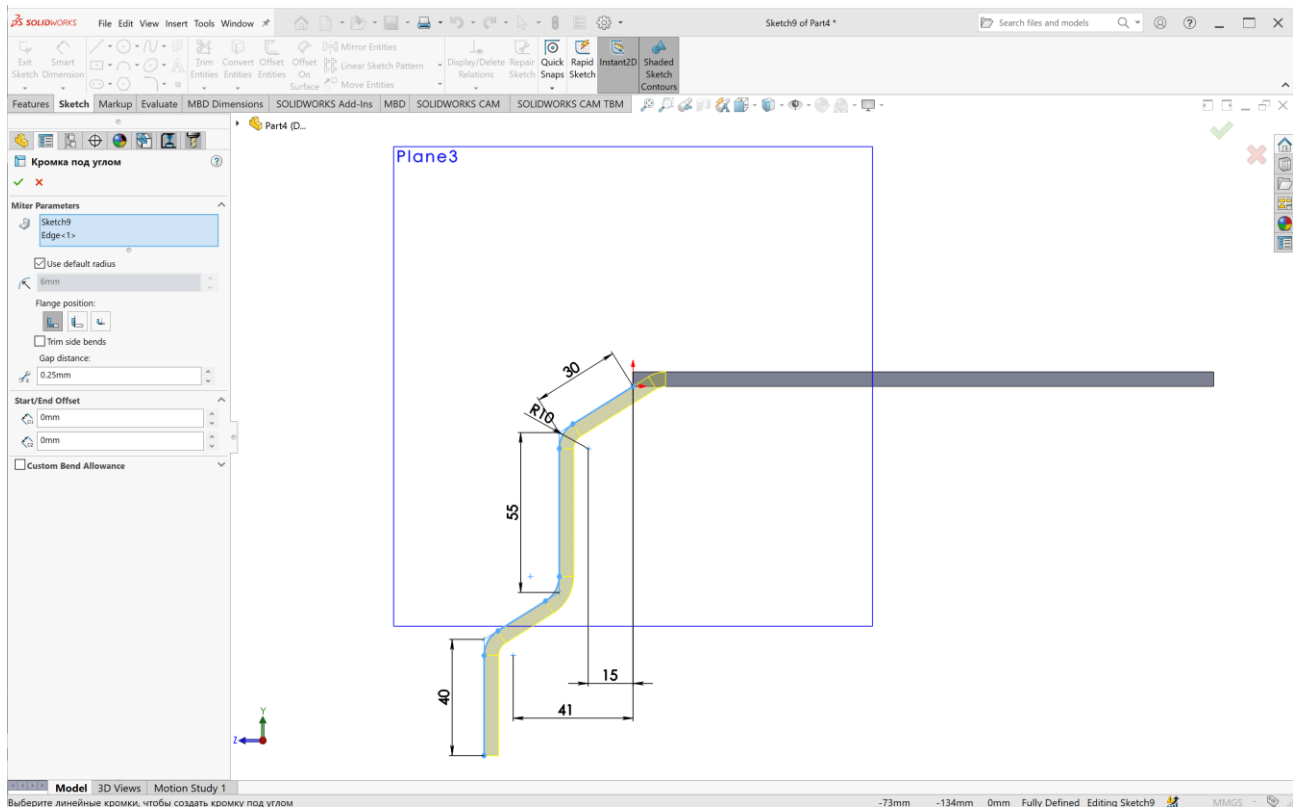 SOLIDWORKS File Edit View Insert Tools Window Sketch9 of Part4 * Search files and models
Exit Sketch
Smart Dimension
Trim Entities
Convert Entities
Offset Entities
Offset On Surface
Mirror Entities
Linear Sketch Pattern
Move Entities
Display/Delete Relations
Repair Sketch
Quick Snaps
Rapid Sketch
Instant2D
Shaded Sketch Contours
Features Sketch Markup Evaluate MBD Dimensions SOLIDWORKS Add-Ins MBD SOLIDWORKS CAM SOLIDWORKS CAM TBM
Part4 (D...
Кромка под углом
Miter Parameters
Sketch9
Edge<1>
Use default radius
6mm
Flange position:
Trim side bends
Gap distance:
0.25mm
Start/End Offset
0mm
0mm
Custom Bend Allowance
Plane3
30
R10
55
15
40
41
Y
Z
Model 3D Views Motion Study 1
Выберите линейные кромки, чтобы создать кромку под углом -73mm -134mm 0mm Fully Defined Editing Sketch9 MMGS